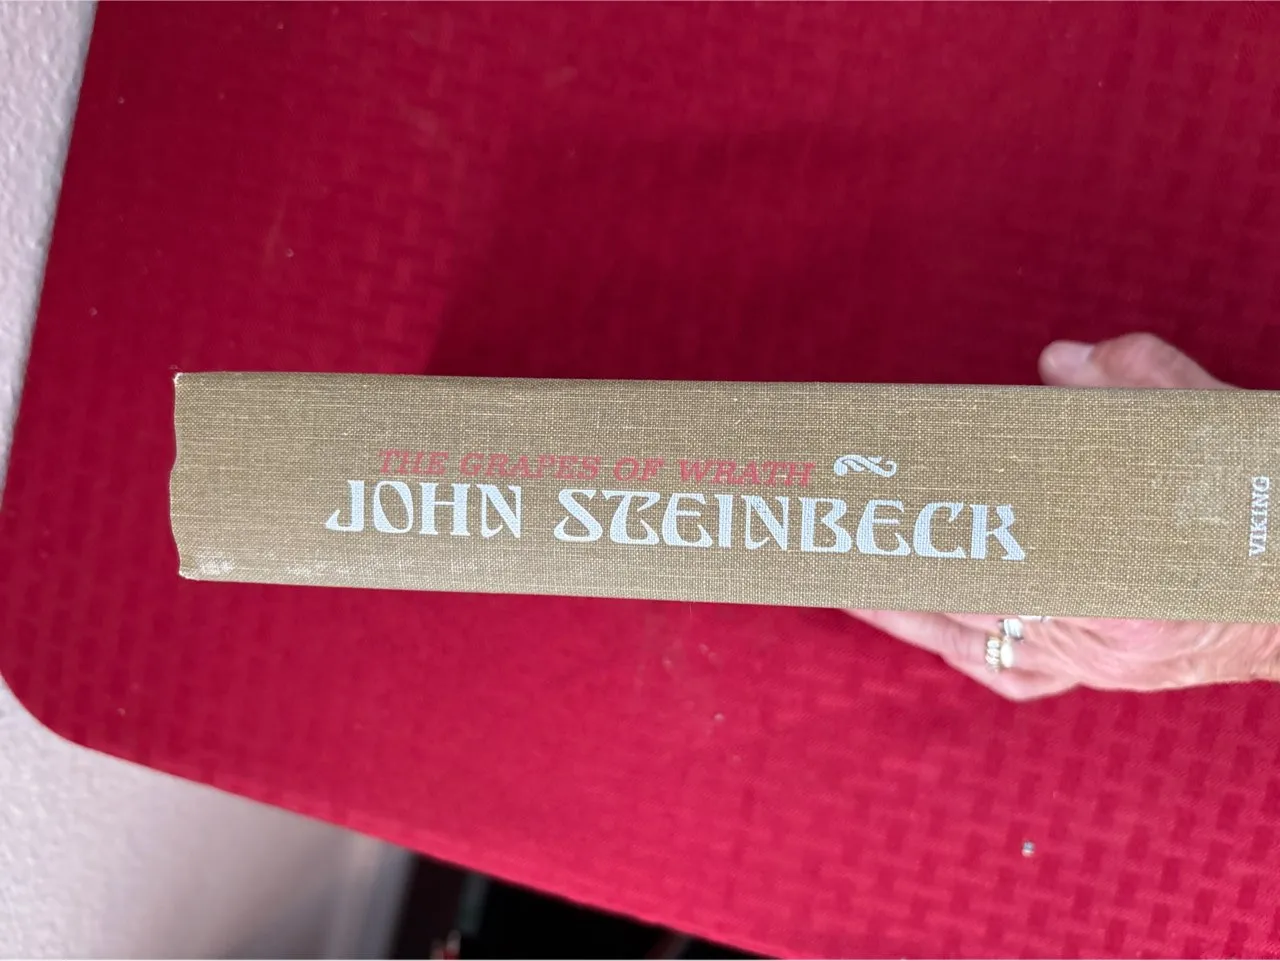 THE GRAPES OF WRATH
JOHN STEINBECK
VIKING